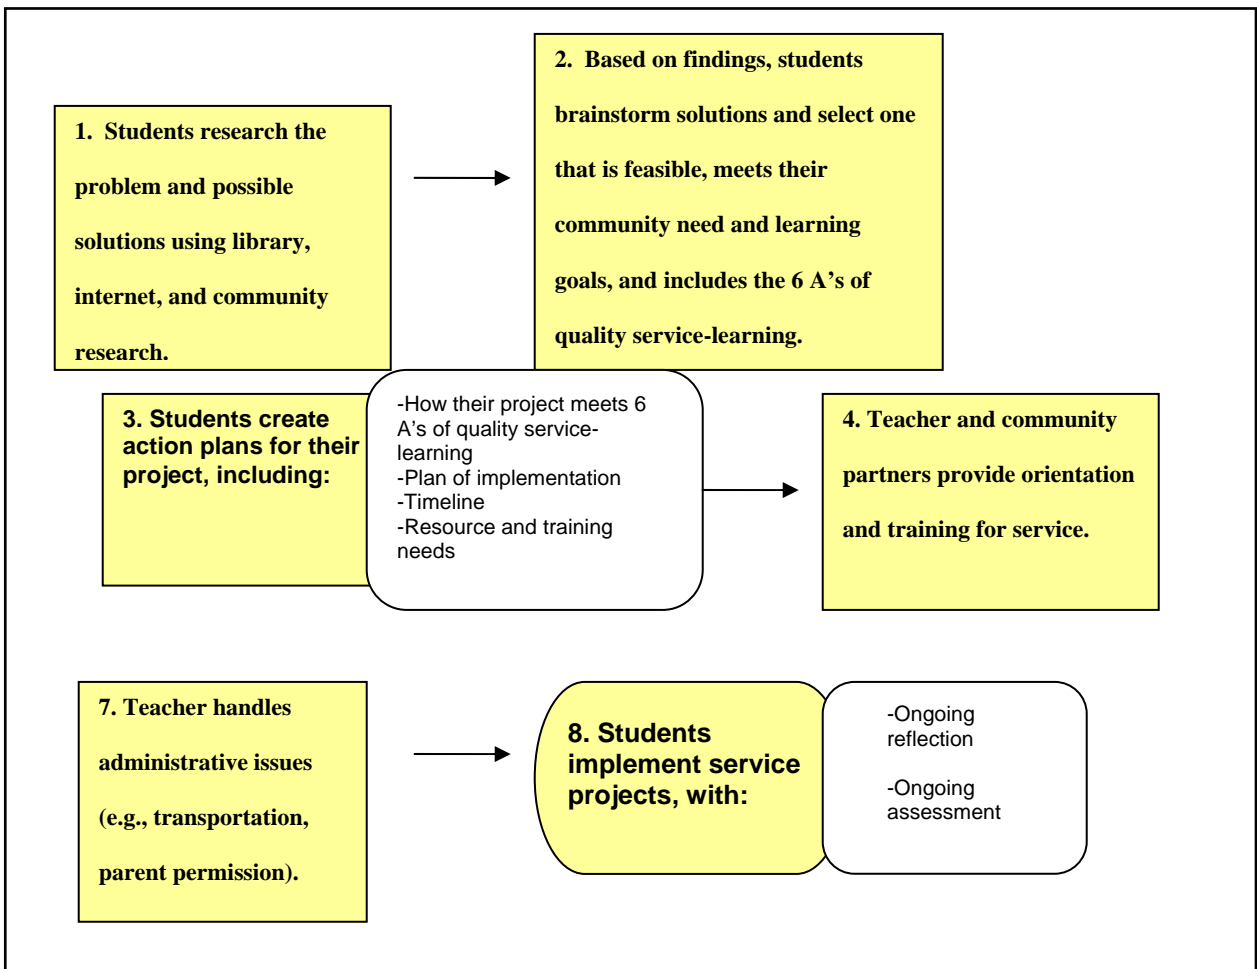 1. Students research the
problem and possible
solutions using library,
internet, and community
research.
2. Based on findings, students
brainstorm solutions and select one
that is feasible, meets their
community need and learning
goals, and includes the 6 A’s of
quality service-learning.
3. Students create
action plans for their
project, including:
-How their project meets 6
A’s of quality service-
learning
-Plan of implementation
-Timeline
-Resource and training
needs
4. Teacher and community
partners provide orientation
and training for service.
7. Teacher handles
administrative issues
(e.g., transportation,
parent permission).
8. Students
implement service
projects, with:
-Ongoing
reflection
-Ongoing
assessment